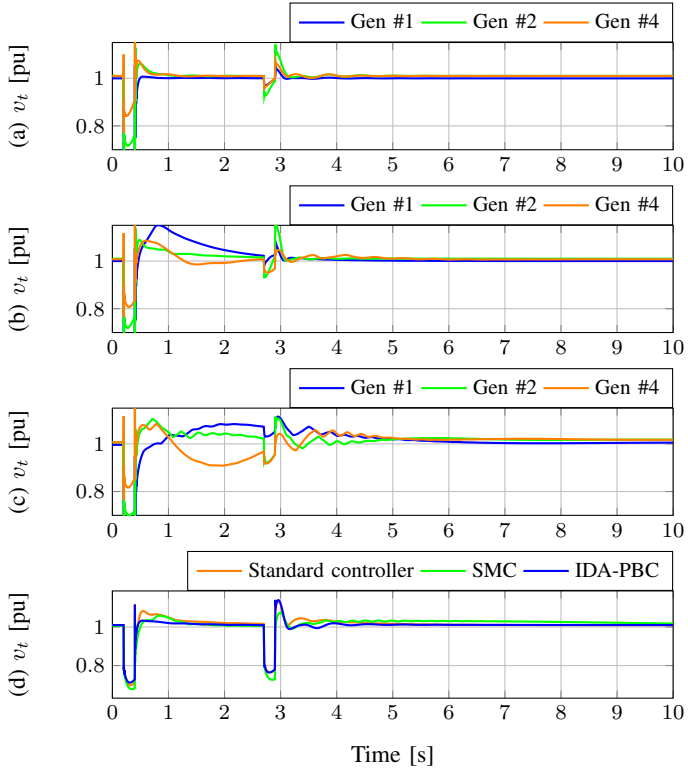 Gen #1 Gen #2 Gen #4
(a) v_t [pu]
1
0.8
0 1 2 3 4 5 6 7 8 9 10
Gen #1 Gen #2 Gen #4
(b) v_t [pu]
1
0.8
0 1 2 3 4 5 6 7 8 9 10
Gen #1 Gen #2 Gen #4
(c) v_t [pu]
1
0.8
0 1 2 3 4 5 6 7 8 9 10
Standard controller SMC IDA-PBC
(d) v_t [pu]
1
0.8
0 1 2 3 4 5 6 7 8 9 10
Time [s]